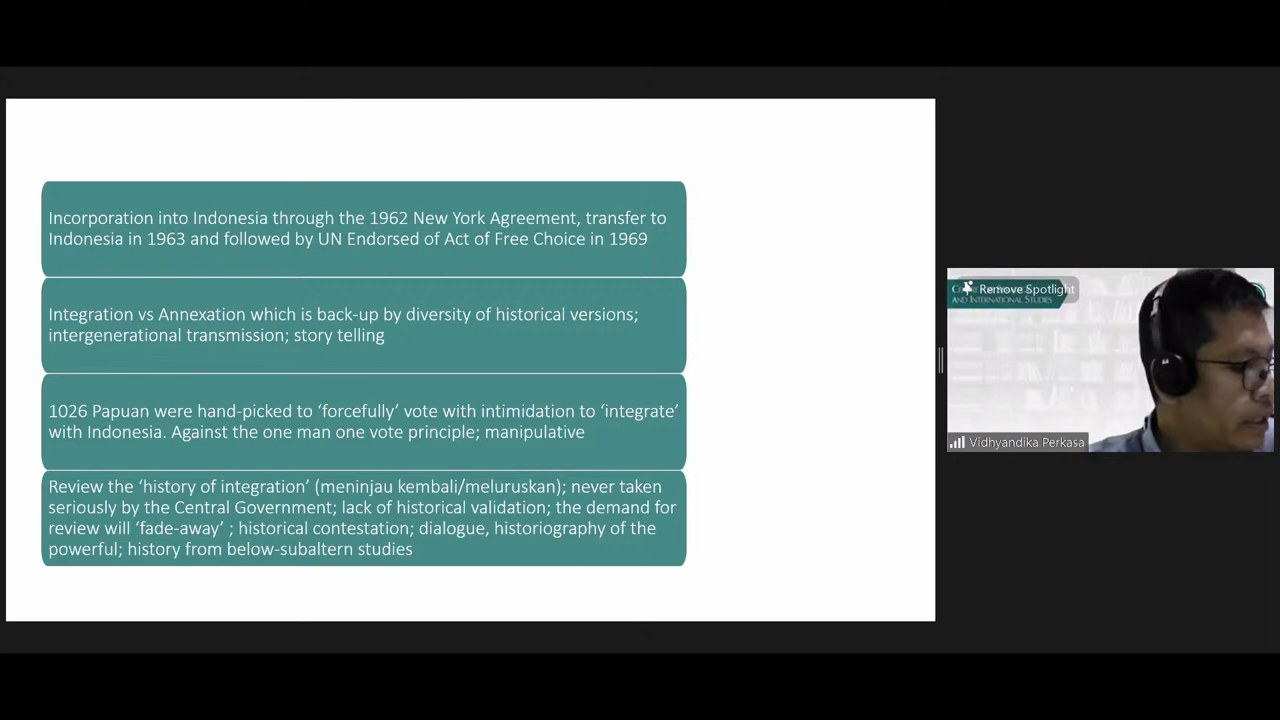 Incorporation into Indonesia through the 1962 New York Agreement, transfer to
Indonesia in 1963 and followed by UN Endorsed of Act of Free Choice in 1969
Integration vs Annexation which is back-up by diversity of historical versions;
intergenerational transmission; story telling
1026 Papuan were hand-picked to ‘forcefully’ vote with intimidation to ‘integrate’
with Indonesia. Against the one man one vote principle; manipulative
Review the ‘history of integration’ (meninjau kembali/meluruskan); never taken
seriously by the Central Government; lack of historical validation; the demand for
review will ‘fade-away’ ; historical contestation; dialogue, historiography of the
powerful; history from below-subaltern studies
Remove Spotlight
AND INTERNATIONAL STUDIES
Vidhyandika Perkasa